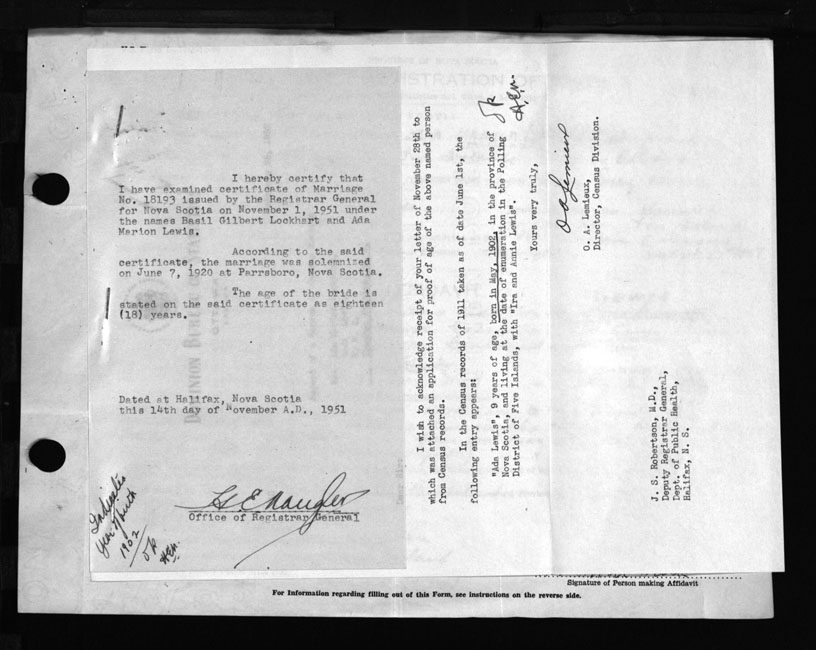 I hereby certify that
I have examined certificate of Marriage
No. 18193 issued by the Registrar General
for Nova Scotia on November 1, 1951 under
the names Basil Gilbert Lockhart and Ada
Marion Lewis.
According to the said
certificate, the marriage was solemnized
on June 7, 1920 at Parrsboro, Nova Scotia.
The age of the bride is
stated on the said certificate as eighteen
(18) years.
Dated at Halifax, Nova Scotia
this 14th day of November A.D., 1951
Office of Registrar General
Indicates
year of birth
1902
ok
HEN.
I wish to acknowledge receipt of your letter of November 28th to
which was attached an application for proof of age of the above named person
from Census records.
In the Census records of 1911 taken as of date June 1st, the
following entry appears:
"Ada Lewis", 9 years of age, born in May, 1902, in the province of
Nova Scotia, and living at the date of enumeration in the Polling
District of Five Islands, with "Ira and Annie Lewis".
ok
H.E.N.
Yours very truly,
O A Lemieux
O. A. Lemieux,
Director, Census Division.
J. S. Robertson, M.D.,
Deputy Registrar General,
Dept. of Public Health,
Halifax, N. S.
Signature of Person making Affidavit
For Information regarding filling out of this Form, see instructions on the reverse side.